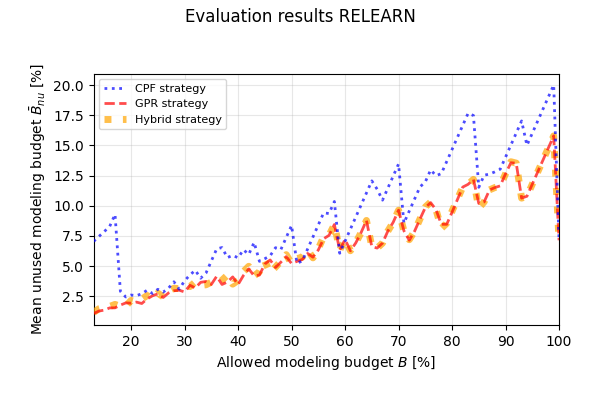 Evaluation results RELEARN
CPF strategy
GPR strategy
Hybrid strategy
Mean unused modeling budget $\bar{B}_{nu}$ [%]
20.0
17.5
15.0
12.5
10.0
7.5
5.0
2.5
20 30 40 50 60 70 80 90 100
Allowed modeling budget B [%]